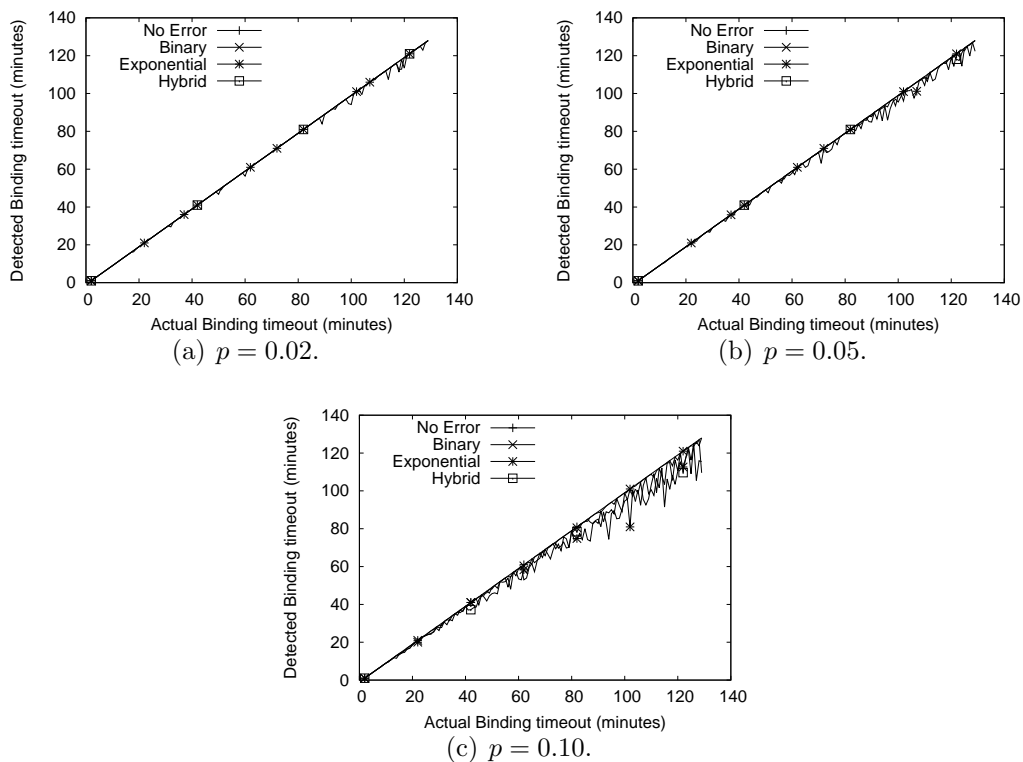 140
120
100
80
60
40
20
0
Detected Binding timeout (minutes)
No Error
Binary
Exponential
Hybrid
0 20 40 60 80 100 120 140
Actual Binding timeout (minutes)
(a) p = 0.02.
140
120
100
80
60
40
20
0
Detected Binding timeout (minutes)
No Error
Binary
Exponential
Hybrid
0 20 40 60 80 100 120 140
Actual Binding timeout (minutes)
(b) p = 0.05.
140
120
100
80
60
40
20
0
Detected Binding timeout (minutes)
No Error
Binary
Exponential
Hybrid
0 20 40 60 80 100 120 140
Actual Binding timeout (minutes)
(c) p = 0.10.